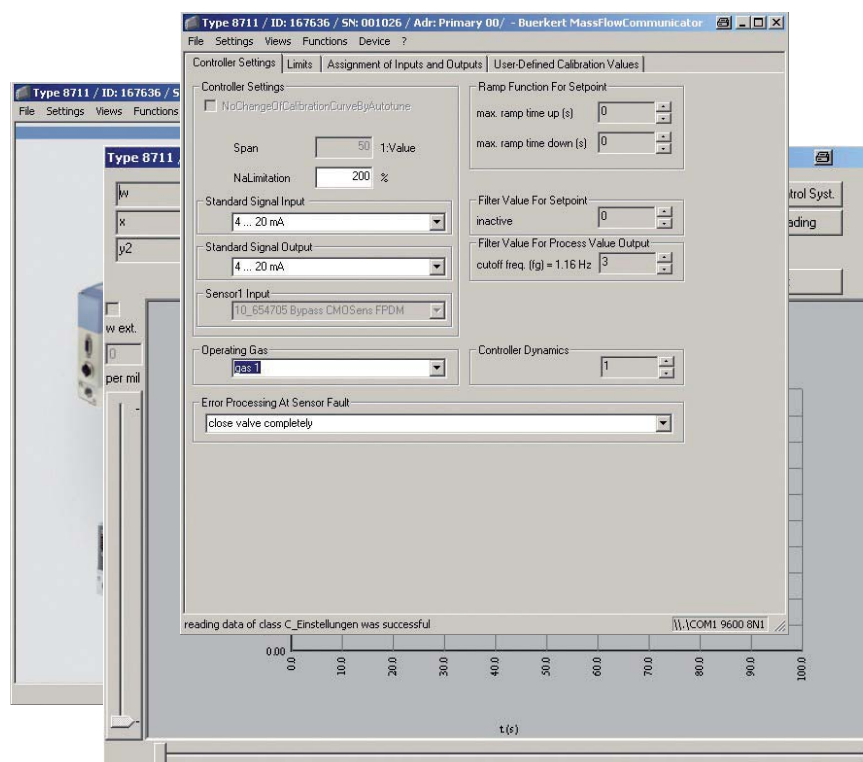 Type 8711 / ID: 167636 / SN: 001026 / Adr: Primary 00/ - Buerkert MassFlowCommunicator
File Settings Views Functions Device ?
Controller Settings Limits Assignment of Inputs and Outputs User-Defined Calibration Values
Controller Settings
NoChangeOfCalibrationCurveByAutotune
Span 50 1:Value
NaLimitation 200 %
Standard Signal Input
4 ... 20 mA
Standard Signal Output
4 ... 20 mA
Sensor1 Input
10_654705 Bypass CMOSens FPDM
Operating Gas
gas 1
Error Processing At Sensor Fault
close valve completely
Ramp Function For Setpoint
max. ramp time up (s) 0
max. ramp time down (s) 0
Filter Value For Setpoint
inactive 0
Filter Value For Process Value Output
cutoff freq. (fg) = 1.16 Hz 3
Controller Dynamics
1
reading data of class C_Einstellungen was successful \\.\COM1 9600 8N1
Type 8711 / ID: 167636 / S
File Settings Views Functions
Type 8711 /
w
x
y2
w ext.
0
per mil
trol Syst.
ading
0.00
0.0 10.0 20.0 30.0 40.0 50.0 60.0 70.0 80.0 90.0 100.0
t(s)